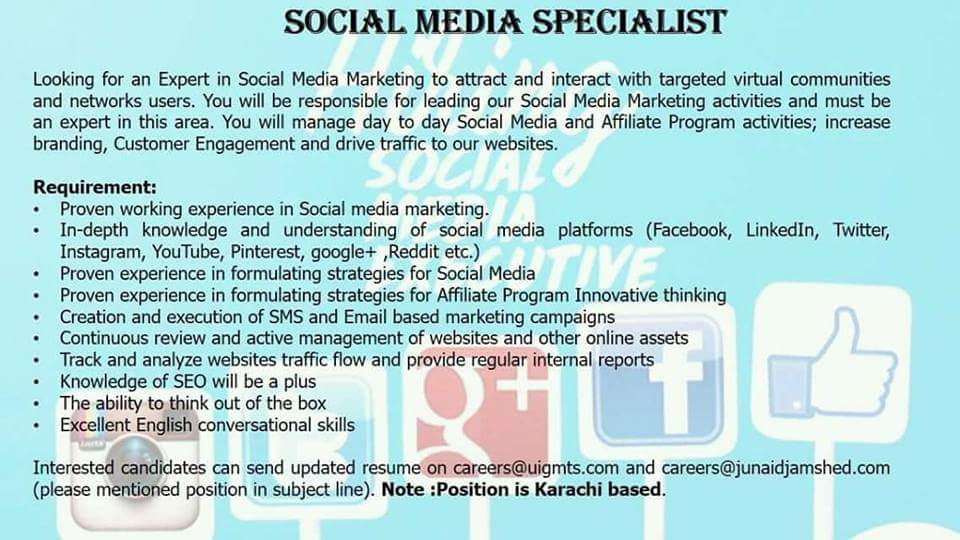 SOCIAL MEDIA SPECIALIST
Looking for an Expert in Social Media Marketing to attract and interact with targeted virtual communities
and networks users. You will be responsible for leading our Social Media Marketing activities and must be
an expert in this area. You will manage day to day Social Media and Affiliate Program activities; increase
branding, Customer Engagement and drive traffic to our websites.
Requirement:
• Proven working experience in Social media marketing.
• In-depth knowledge and understanding of social media platforms (Facebook, LinkedIn, Twitter,
Instagram, YouTube, Pinterest, google+ ,Reddit etc.)
• Proven experience in formulating strategies for Social Media
• Proven experience in formulating strategies for Affiliate Program Innovative thinking
• Creation and execution of SMS and Email based marketing campaigns
• Continuous review and active management of websites and other online assets
• Track and analyze websites traffic flow and provide regular internal reports
• Knowledge of SEO will be a plus
• The ability to think out of the box
• Excellent English conversational skills
Interested candidates can send updated resume on careers@uigmts.com and careers@junaidjamshed.com
(please mentioned position in subject line). Note :Position is Karachi based.
Hiring
SOCIAL
MEDIA
EXECUTIVE
g+
f